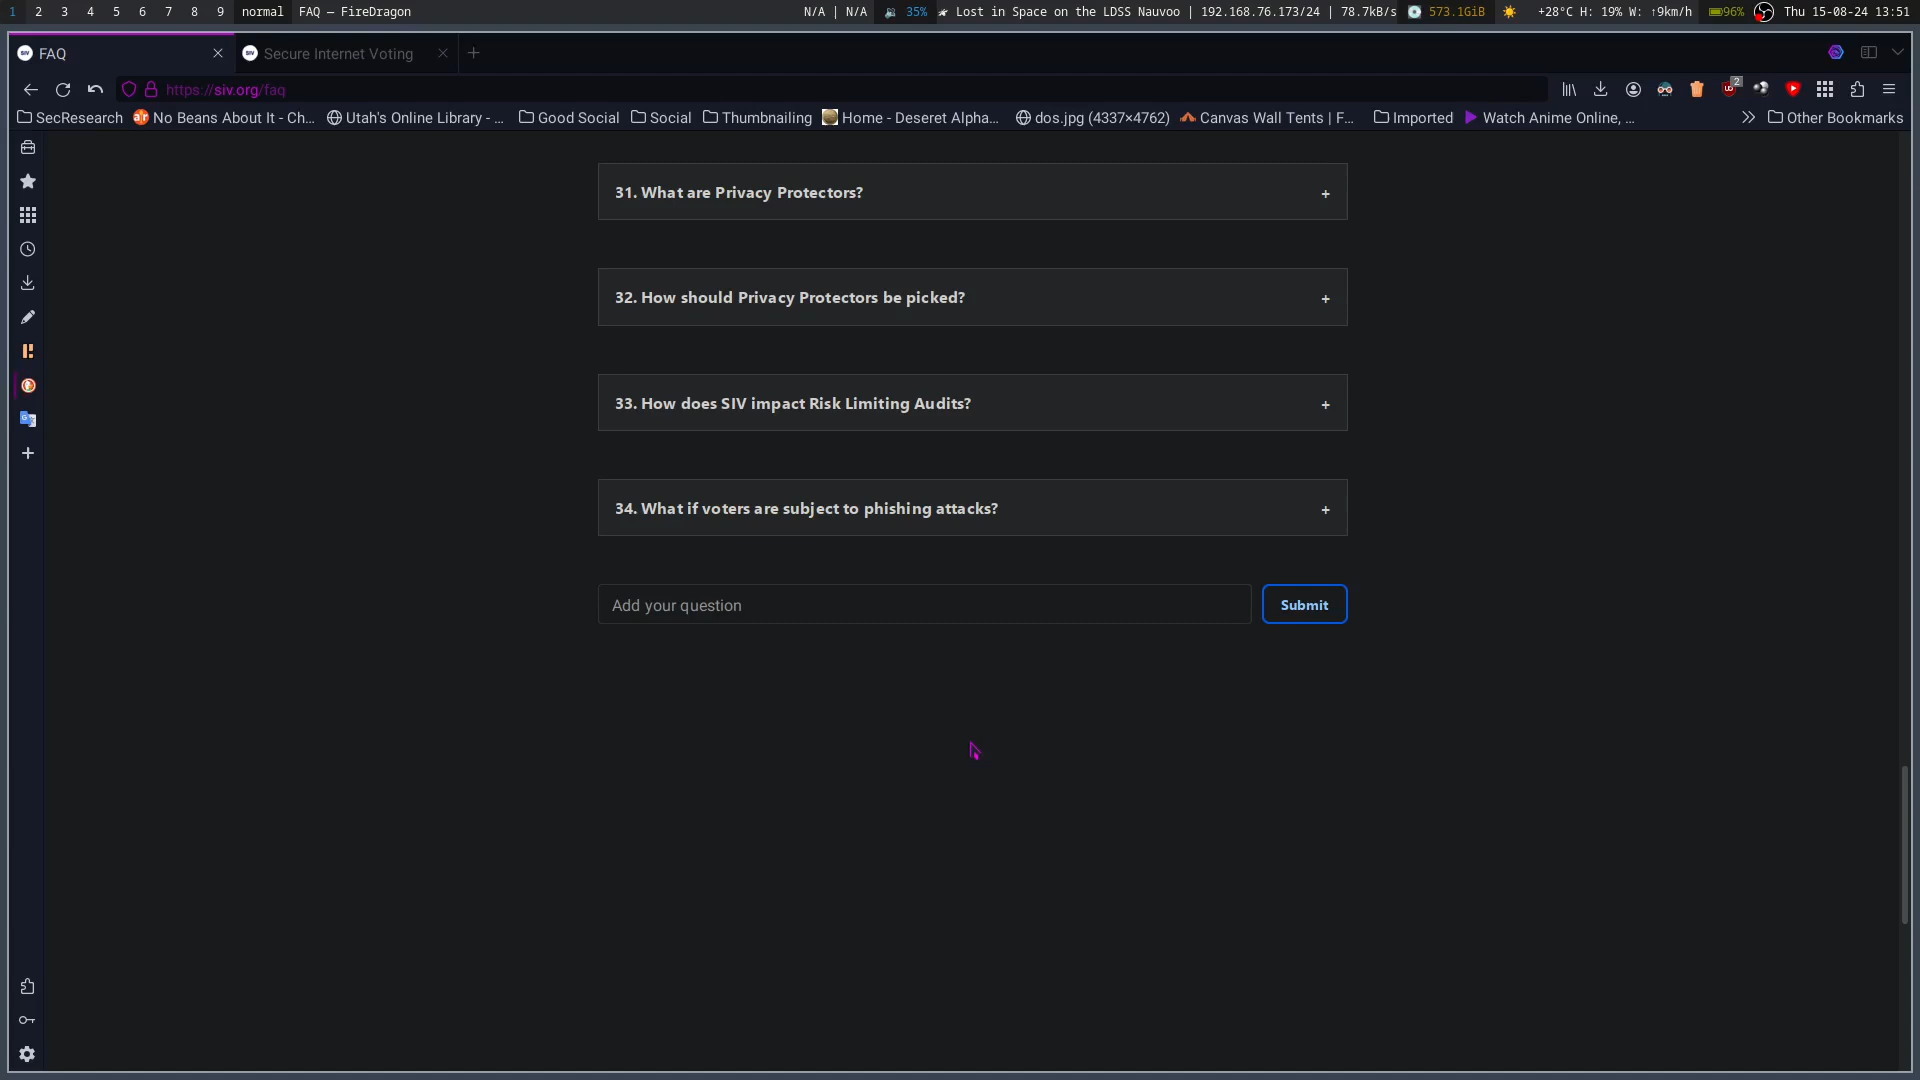 1 2 3 4 5 6 7 8 9 normal FAQ — FireDragon N/A | N/A 35% Lost in Space on the LDSS Nauvoo | 192.168.76.173/24 | 78.7kB/s 573.1GiB +28°C H: 19% W: ↑9km/h 96% Thu 15-08-24 13:51
FAQ Secure Internet Voting
https://siv.org/faq 2
SecResearch No Beans About It - Ch... Utah's Online Library - ... Good Social Social Thumbnailing Home - Deseret Alpha... dos.jpg (4337×4762) Canvas Wall Tents | F... Imported Watch Anime Online, ... Other Bookmarks
31. What are Privacy Protectors? +
32. How should Privacy Protectors be picked? +
33. How does SIV impact Risk Limiting Audits? +
34. What if voters are subject to phishing attacks? +
Add your question Submit